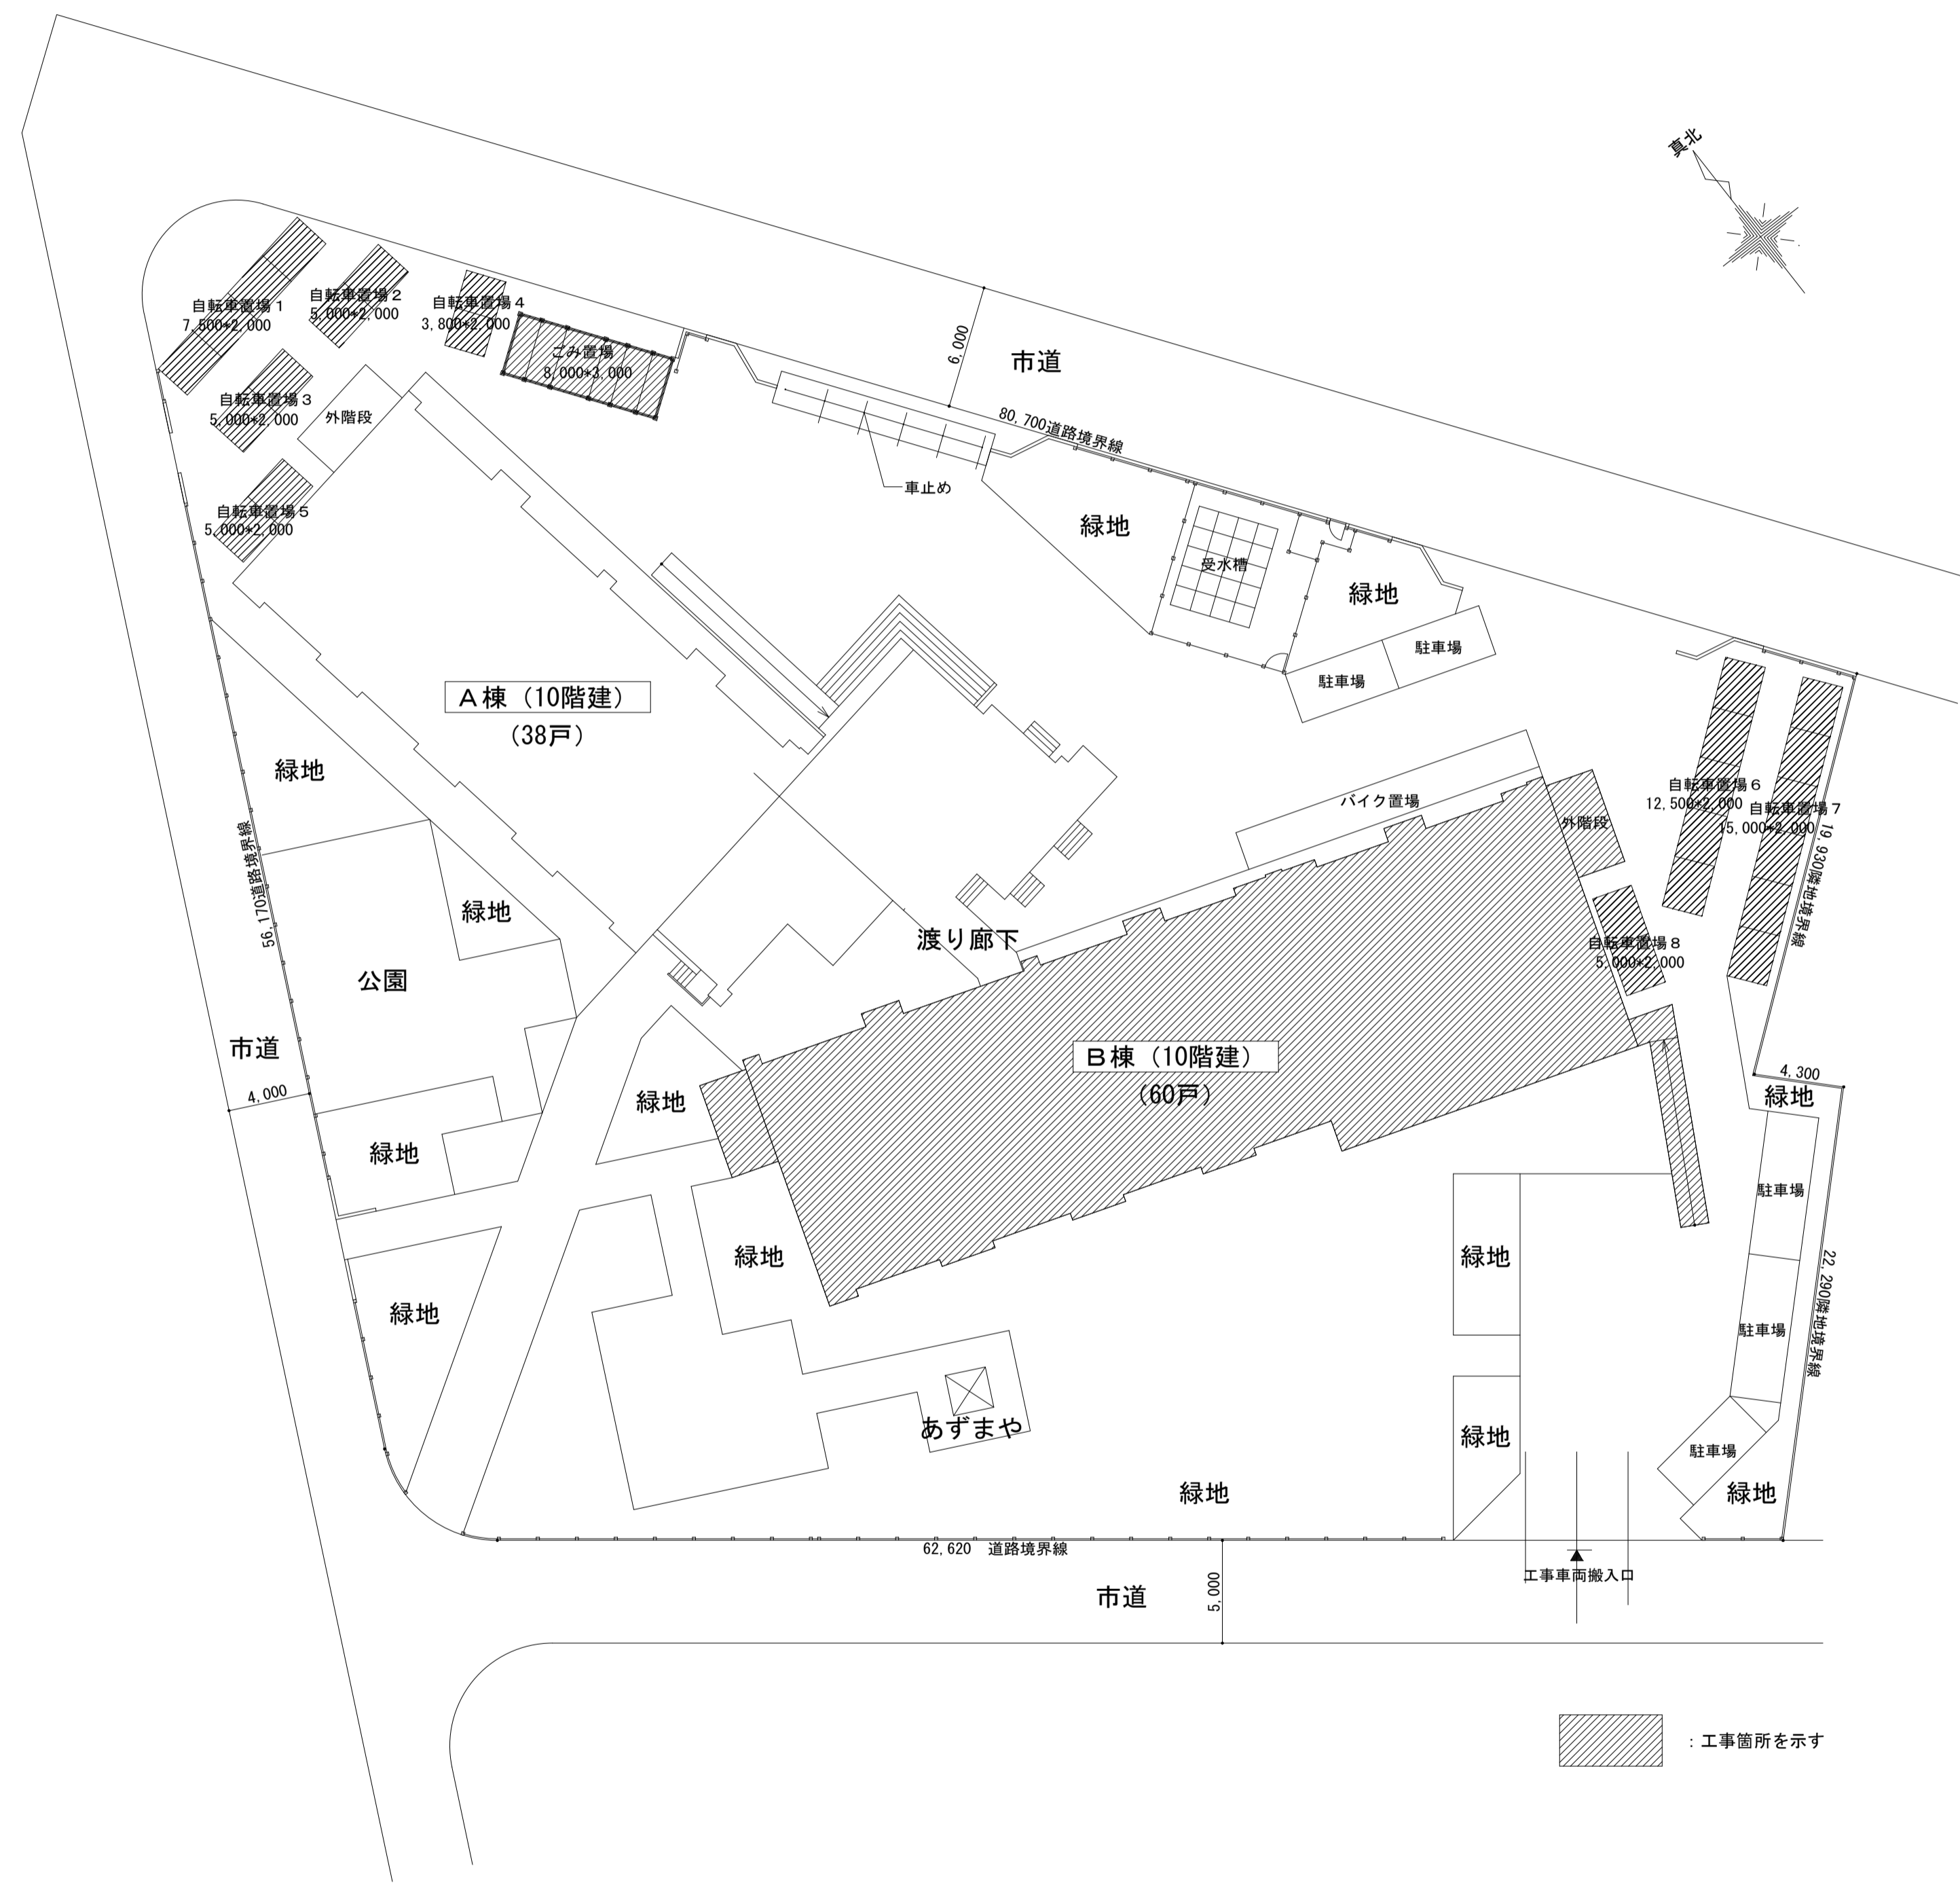 真北
自転車置場１
7,500*2,000
自転車置場２
5,000*2,000
自転車置場４
3,800*2,000
ごみ置場
8,000*3,000
自転車置場３
5,000*2,000
外階段
自転車置場５
5,000*2,000
6,000
市道
80,700道路境界線
車止め
緑地
受水槽
緑地
駐車場
駐車場
Ａ棟（10階建）
（38戸）
緑地
56,170道路境界線
緑地
公園
市道
4,000
緑地
緑地
緑地
渡り廊下
バイク置場
外階段
自転車置場６
12,500*2,000
自転車置場７
15,000*2,000
19,930隣地境界線
自転車置場８
5,000*2,000
Ｂ棟（10階建）
（60戸）
4,300
緑地
駐車場
駐車場
22,290隣地境界線
駐車場
緑地
緑地
緑地
緑地
あずまや
緑地
62,620　道路境界線
市道
5,000
工事車両搬入口
：工事箇所を示す